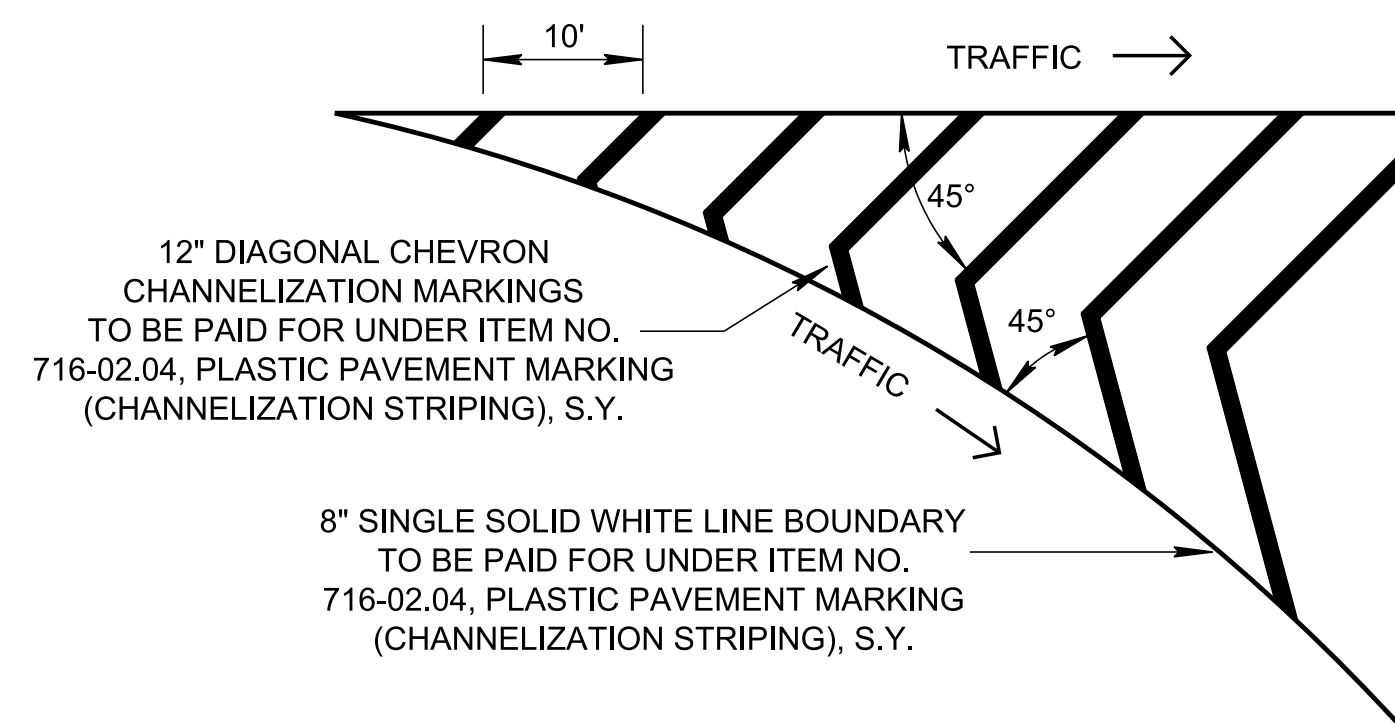 10'
TRAFFIC
45°
45°
12" DIAGONAL CHEVRON
CHANNELIZATION MARKINGS
TO BE PAID FOR UNDER ITEM NO.
716-02.04, PLASTIC PAVEMENT MARKING
(CHANNELIZATION STRIPING), S.Y.
TRAFFIC
8" SINGLE SOLID WHITE LINE BOUNDARY
TO BE PAID FOR UNDER ITEM NO.
716-02.04, PLASTIC PAVEMENT MARKING
(CHANNELIZATION STRIPING), S.Y.